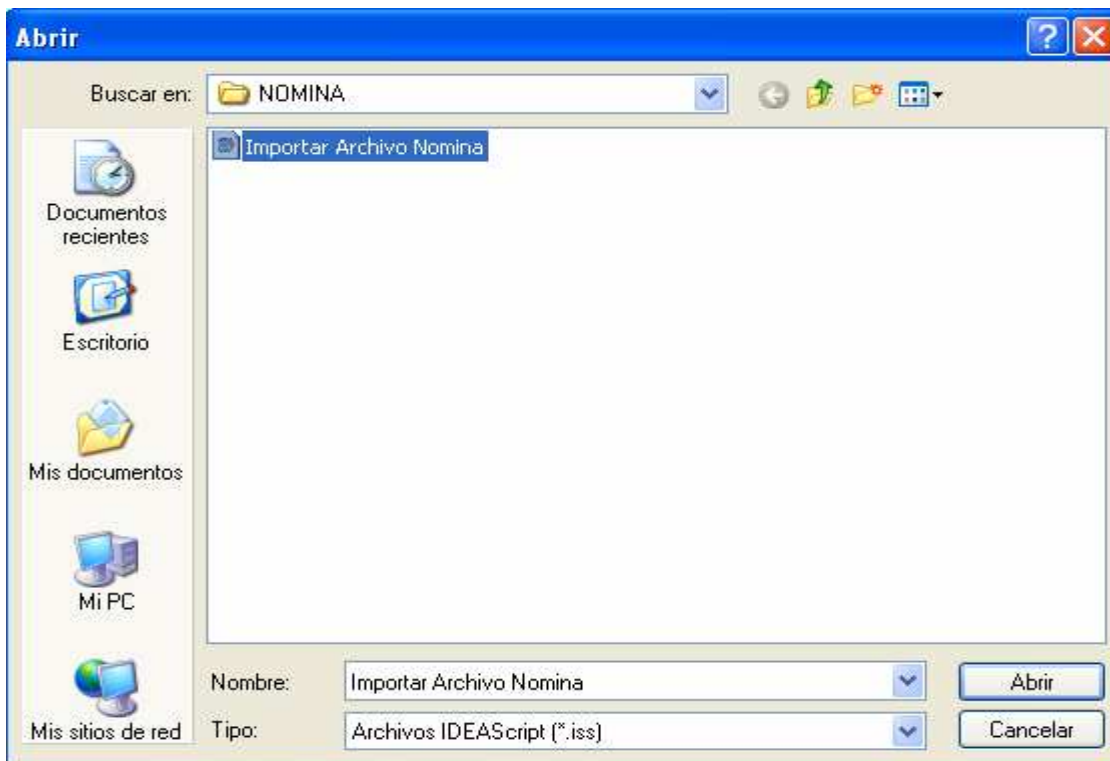 Abrir
Buscar en: NOMINA
Importar Archivo Nomina
Documentos
recientes
Escritorio
Mis documentos
Mi PC
Mis sitios de red
Nombre: Importar Archivo Nomina Abrir
Tipo: Archivos IDEAScript (*.iss) Cancelar